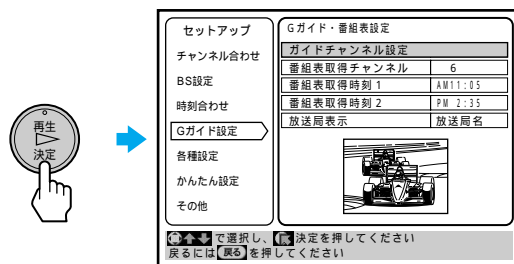 再生
決定
セットアップ
チャンネル合わせ
BS設定
時刻合わせ
Gガイド設定
各種設定
かんたん設定
その他
Gガイド・番組表設定
ガイドチャンネル設定
番組表取得チャンネル 6
番組表取得時刻1 AM11:05
番組表取得時刻2 PM 2:35
放送局表示 放送局名
で選択し、 決定を押してください
戻るには 戻る を押してください